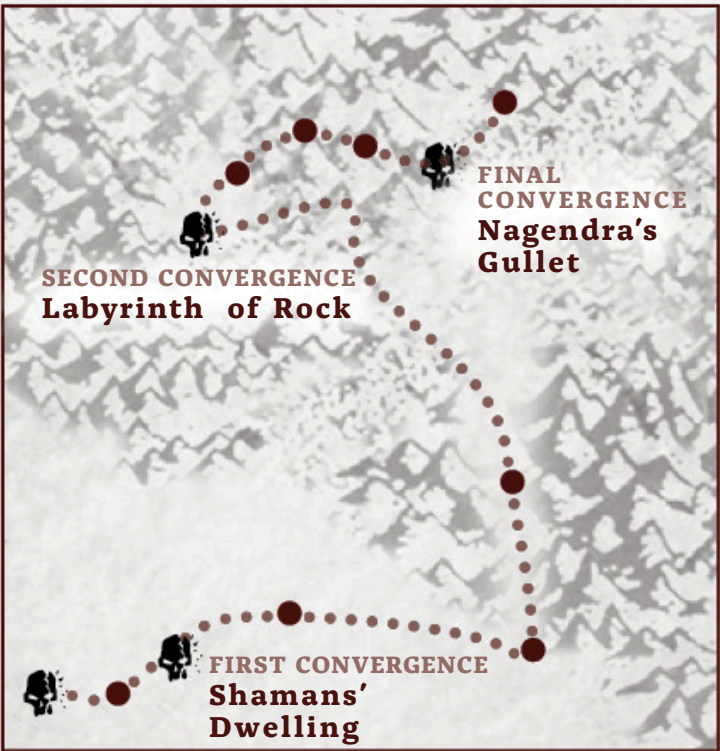 FINAL
CONVERGENCE
Nagendra's
Gullet
SECOND CONVERGENCE
Labyrinth of Rock
FIRST CONVERGENCE
Shamans'
Dwelling